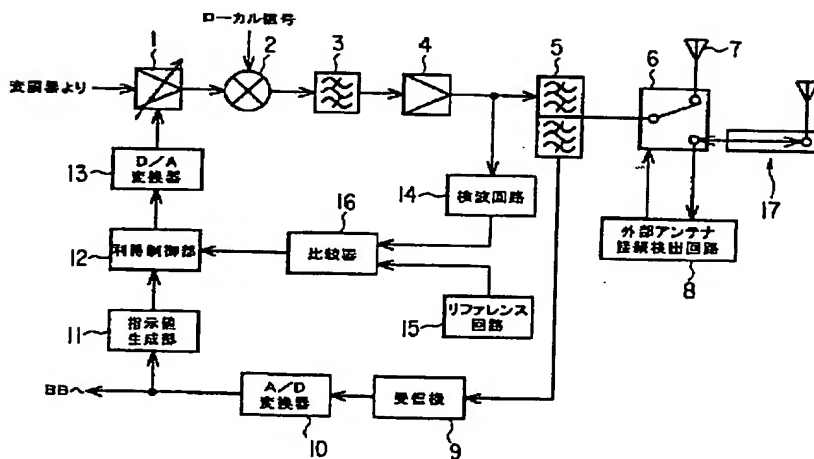 ローカル信号
1
2
3
4
5
6
7
変調器より
D/A
変換器
13
14
検波回路
17
16
12
利得制御部
比較器
外部アンテナ
接続検出回路
8
11
指示値
生成部
15
リファレンス
回路
BBへ
A/D
変換器
10
受信機
9